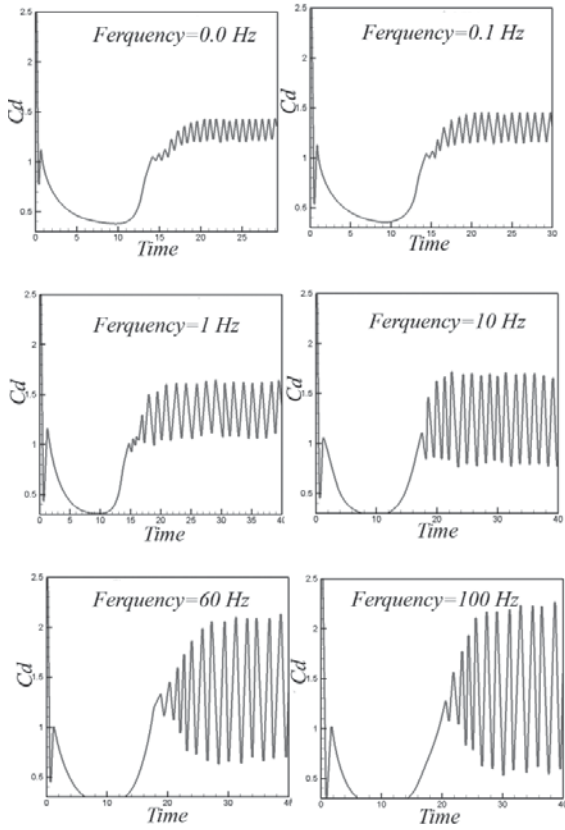 Ferquency=0.0 Hz
Cd
2
1.5
1
0.5
0 5 10 15 20 25
Time
Ferquency=0.1 Hz
2
1.5
1
0.5
0 5 10 15 20 25 30
Time
Ferquency=1 Hz
Cd
2.5
2
1.5
1
0.5
0 5 10 15 20 25 30 35 40
Time
Ferquency=10 Hz
Cd
2.5
2
1.5
1
0.5
0 10 20 30 40
Time
Ferquency=60 Hz
Cd
2.5
2
1.5
1
0.5
0 10 20 30 40
Time
Ferquency=100 Hz
Cd
2.5
2
1.5
1
0.5
0 10 20 30 40
Time